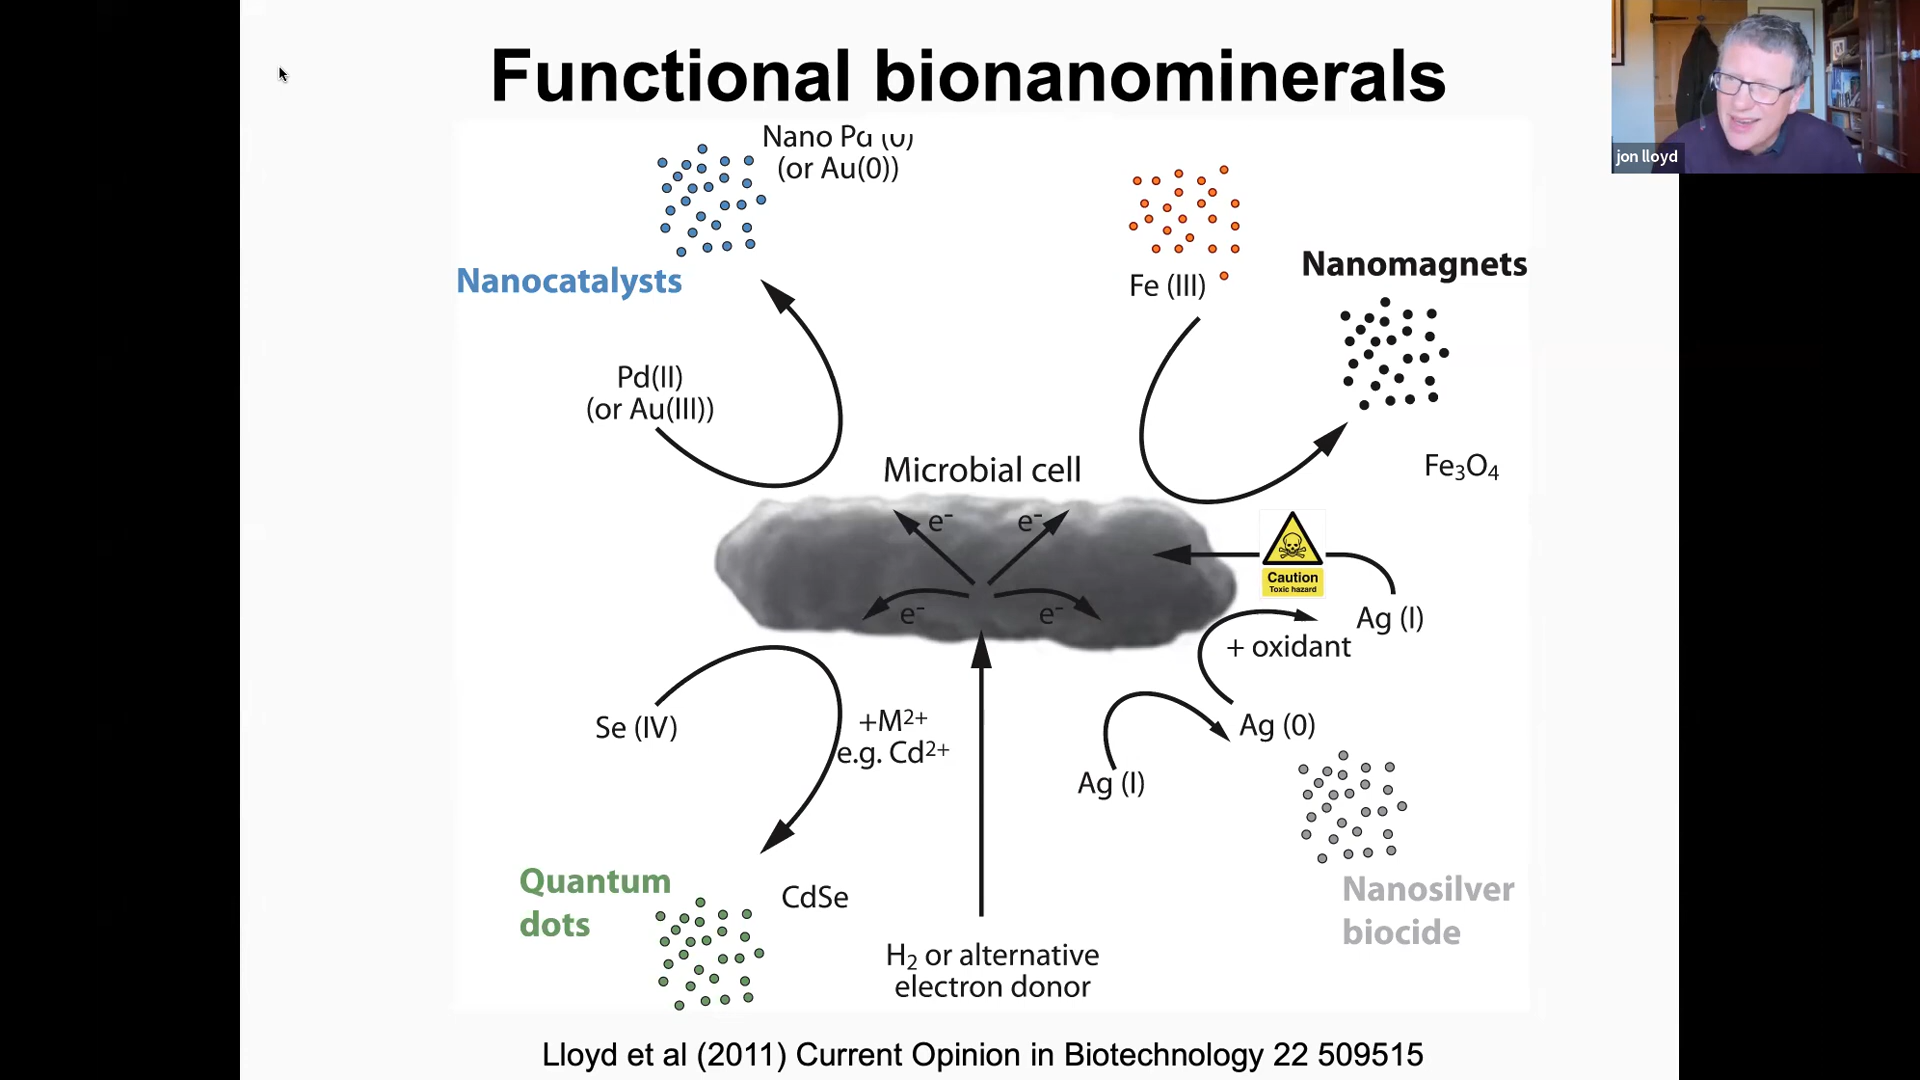 Functional bionanominerals
jon lloyd
Nano Pd (0)
(or Au(0))
Nanocatalysts
Pd(II)
(or Au(III))
Fe (III)
Nanomagnets
Fe₃O₄
Microbial cell
e⁻
e⁻
e⁻
e⁻
Caution
Toxic hazard
Ag (I)
+ oxidant
Ag (0)
Ag (I)
Nanosilver
biocide
Se (IV)
+M²⁺
e.g. Cd²⁺
Quantum
dots
CdSe
H₂ or alternative
electron donor
Lloyd et al (2011) Current Opinion in Biotechnology 22 509515